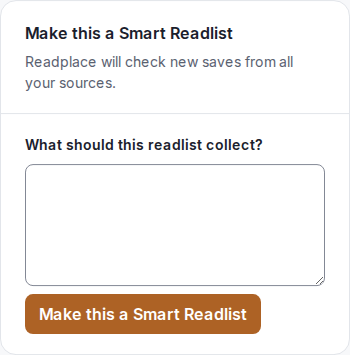 Make this a Smart Readlist
Readplace will check new saves from all
your sources.
What should this readlist collect?
Make this a Smart Readlist